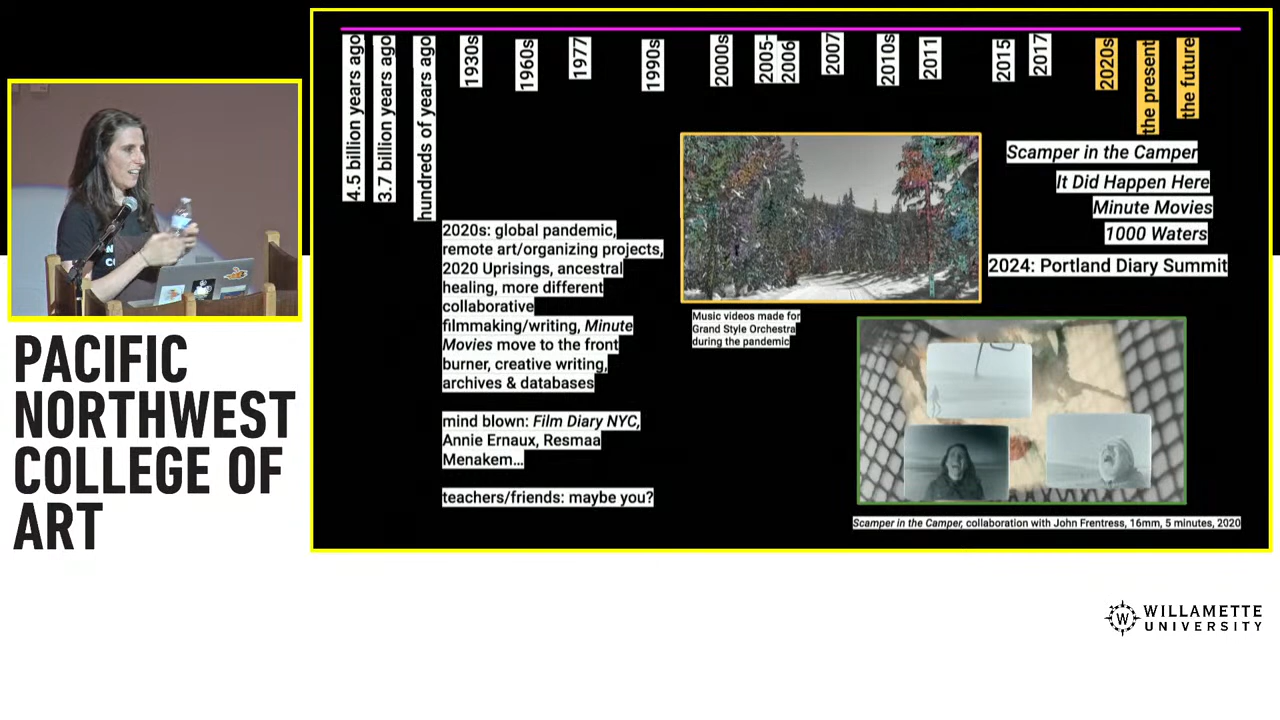 4.5 billion years ago
3.7 billion years ago
hundreds of years ago
1930s
1960s
1977
1990s
2000s
2005-
2006
2007
2010s
2011
2015
2017
2020s
the present
the future
Scamper in the Camper
It Did Happen Here
Minute Movies
1000 Waters
2024: Portland Diary Summit
2020s: global pandemic,
remote art/organizing projects,
2020 Uprisings, ancestral
healing, more different
collaborative
filmmaking/writing, Minute
Movies move to the front
burner, creative writing,
archives & databases
mind blown: Film Diary NYC,
Annie Ernaux, Resmaa
Menakem...
teachers/friends: maybe you?
Music videos made for
Grand Style Orchestra
during the pandemic
Scamper in the Camper, collaboration with John Frentress, 16mm, 5 minutes, 2020
PACIFIC
NORTHWEST
COLLEGE OF
ART
W
WILLAMETTE
UNIVERSITY